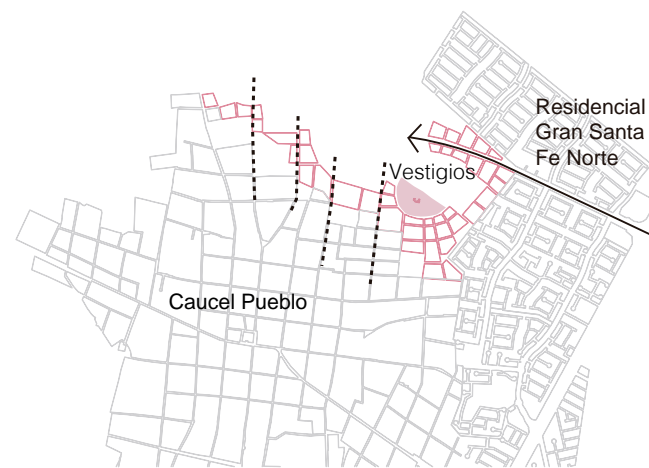 Residencial
Gran Santa
Fe Norte
Vestigios
Caucel Pueblo